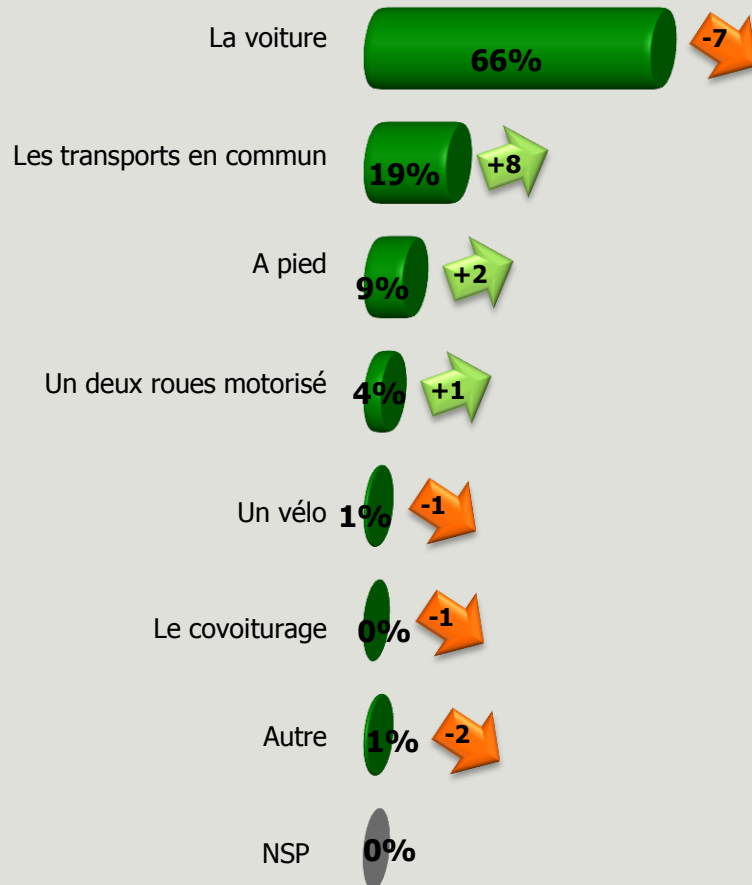 La voiture 66% -7
Les transports en commun 19% +8
A pied 9% +2
Un deux roues motorisé 4% +1
Un vélo 1% -1
Le covoiturage 0% -1
Autre 1% -2
NSP 0%